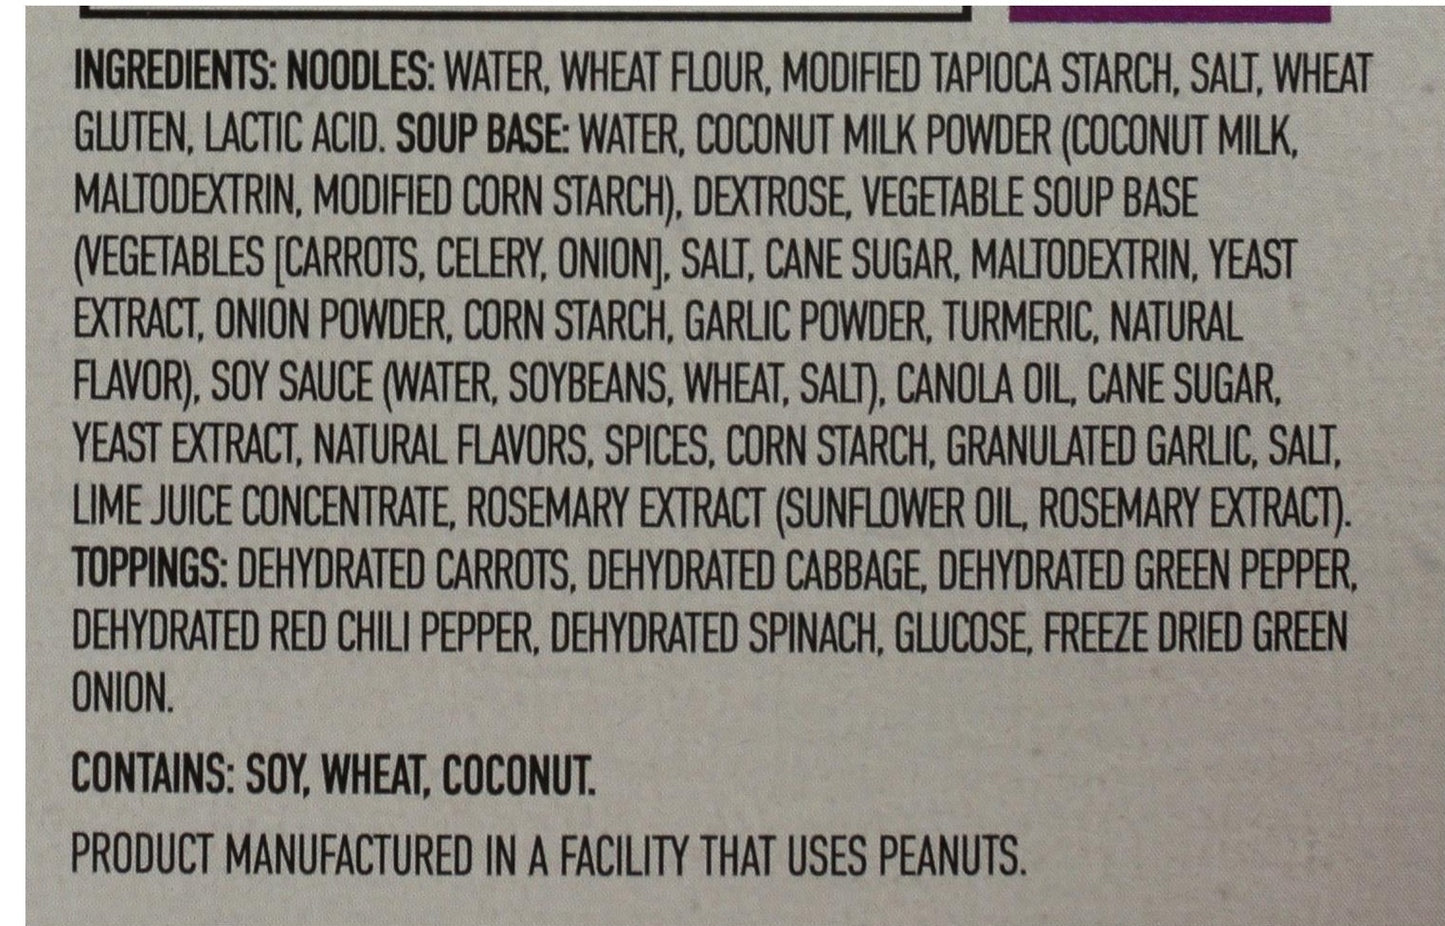 INGREDIENTS: NOODLES: WATER, WHEAT FLOUR, MODIFIED TAPIOCA STARCH, SALT, WHEAT
GLUTEN, LACTIC ACID. SOUP BASE: WATER, COCONUT MILK POWDER (COCONUT MILK,
MALTODEXTRIN, MODIFIED CORN STARCH), DEXTROSE, VEGETABLE SOUP BASE
(VEGETABLES [CARROTS, CELERY, ONION], SALT, CANE SUGAR, MALTODEXTRIN, YEAST
EXTRACT, ONION POWDER, CORN STARCH, GARLIC POWDER, TURMERIC, NATURAL
FLAVOR), SOY SAUCE (WATER, SOYBEANS, WHEAT, SALT), CANOLA OIL, CANE SUGAR,
YEAST EXTRACT, NATURAL FLAVORS, SPICES, CORN STARCH, GRANULATED GARLIC, SALT,
LIME JUICE CONCENTRATE, ROSEMARY EXTRACT (SUNFLOWER OIL, ROSEMARY EXTRACT).
TOPPINGS: DEHYDRATED CARROTS, DEHYDRATED CABBAGE, DEHYDRATED GREEN PEPPER,
DEHYDRATED RED CHILI PEPPER, DEHYDRATED SPINACH, GLUCOSE, FREEZE DRIED GREEN
ONION.
CONTAINS: SOY, WHEAT, COCONUT.
PRODUCT MANUFACTURED IN A FACILITY THAT USES PEANUTS.